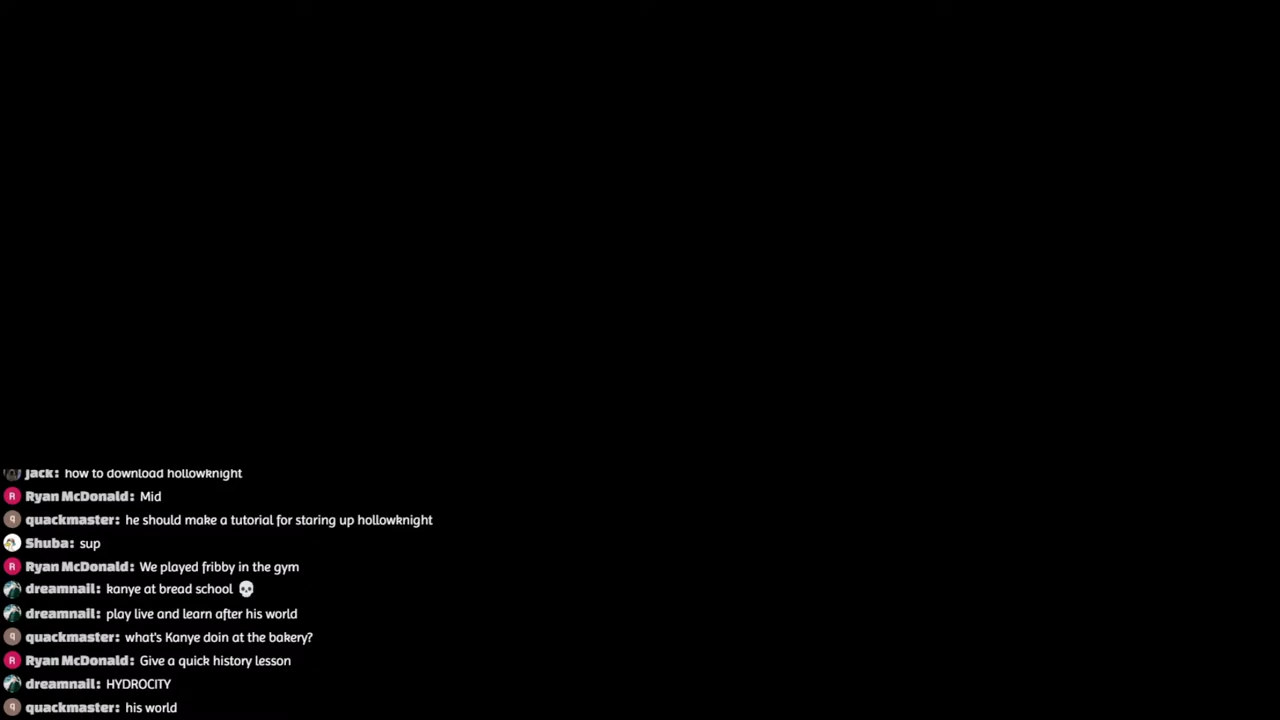 jack: how to download hollowknight
R Ryan McDonald: Mid
q quackmaster: he should make a tutorial for staring up hollowknight
Shuba: sup
R Ryan McDonald: We played fribby in the gym
dreamnail: kanye at bread school 💀
dreamnail: play live and learn after his world
q quackmaster: what's Kanye doin at the bakery?
R Ryan McDonald: Give a quick history lesson
dreamnail: HYDROCITY
q quackmaster: his world